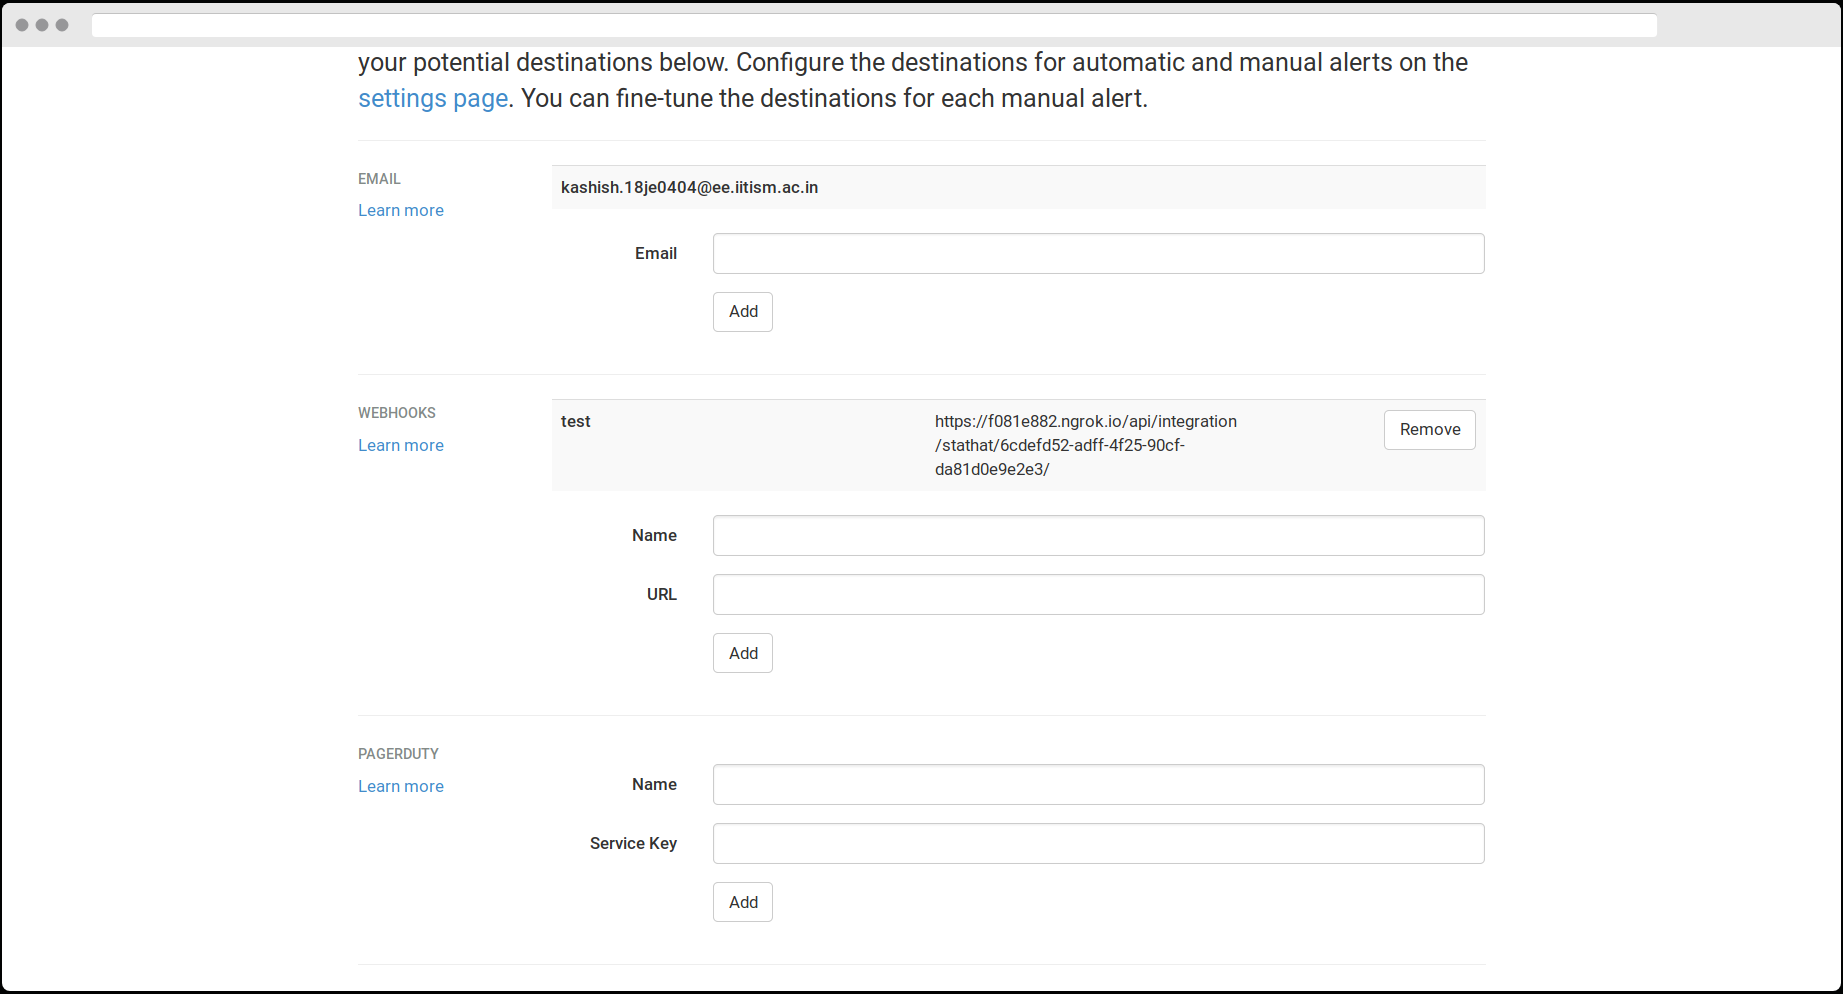 your potential destinations below. Configure the destinations for automatic and manual alerts on the
settings page. You can fine-tune the destinations for each manual alert.
EMAIL
Learn more
kashish.18je0404@ee.iitism.ac.in
Email
Add
WEBHOOKS
Learn more
test
https://f081e882.ngrok.io/api/integration
/stathat/6cdefd52-adff-4f25-90cf-
da81d0e9e2e3/
Remove
Name
URL
Add
PAGERDUTY
Learn more
Name
Service Key
Add